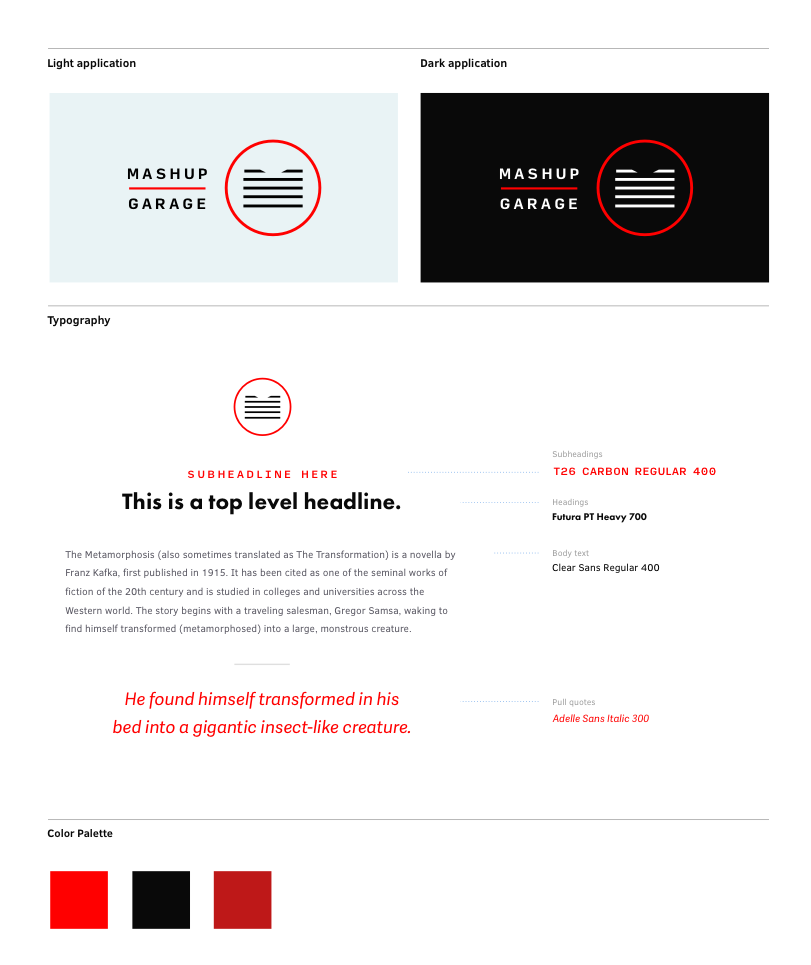 Light application
Dark application
MASHUP
GARAGE
MASHUP
GARAGE
Typography
SUBHEADLINE HERE
This is a top level headline.
The Metamorphosis (also sometimes translated as The Transformation) is a novella by
Franz Kafka, first published in 1915. It has been cited as one of the seminal works of
fiction of the 20th century and is studied in colleges and universities across the
Western world. The story begins with a traveling salesman, Gregor Samsa, waking to
find himself transformed (metamorphosed) into a large, monstrous creature.
He found himself transformed in his
bed into a gigantic insect-like creature.
Subheadings
T26 CARBON REGULAR 400
Headings
Futura PT Heavy 700
Body text
Clear Sans Regular 400
Pull quotes
Adelle Sans Italic 300
Color Palette